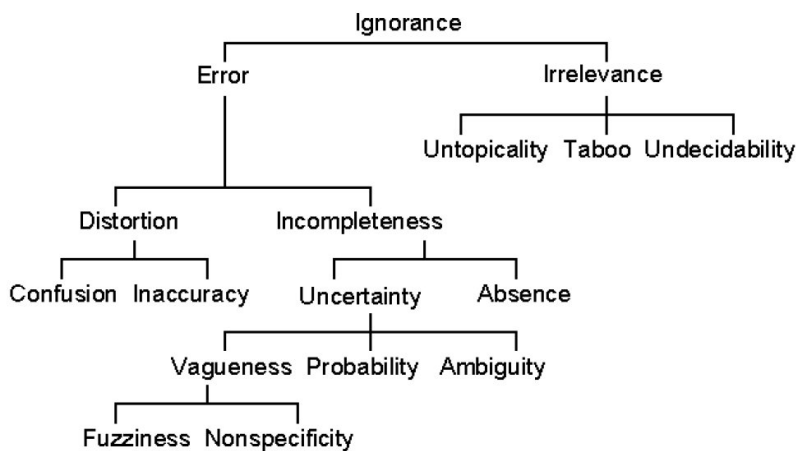 Ignorance
Error Irrelevance
Untopicality Taboo Undecidability
Distortion Incompleteness
Confusion Inaccuracy Uncertainty Absence
Vagueness Probability Ambiguity
Fuzziness Nonspecificity